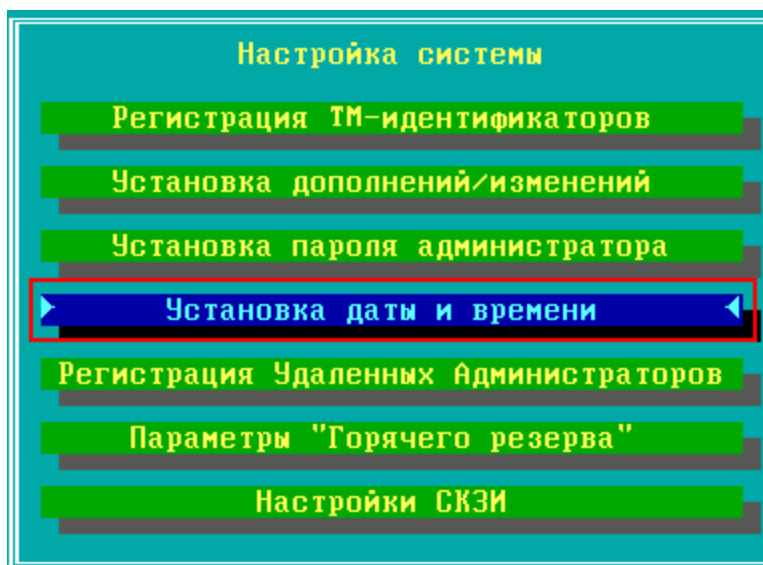 Настройка системы
Регистрация ТМ-идентификаторов
Установка дополнений/изменений
Установка пароля администратора
Установка даты и времени
Регистрация Удаленных Администраторов
Параметры "Горячего резерва"
Настройки СКЗИ